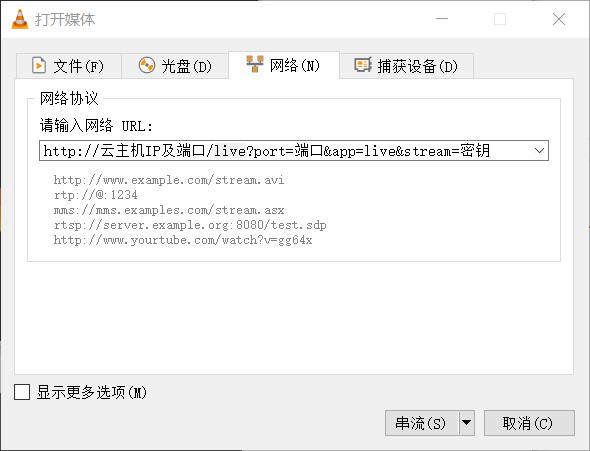 打开媒体
文件(F) 光盘(D) 网络(N) 捕获设备(D)
网络协议
请输入网络 URL:
http://云主机IP及端口/live?port=端口&app=live&stream=密钥
http://www.example.com/stream.avi
rtp://@:1234
mms://mms.examples.com/stream.asx
rtsp://server.example.org:8080/test.sdp
http://www.yourtube.com/watch?v=gg64x
显示更多选项(M)
串流(S) 取消(C)